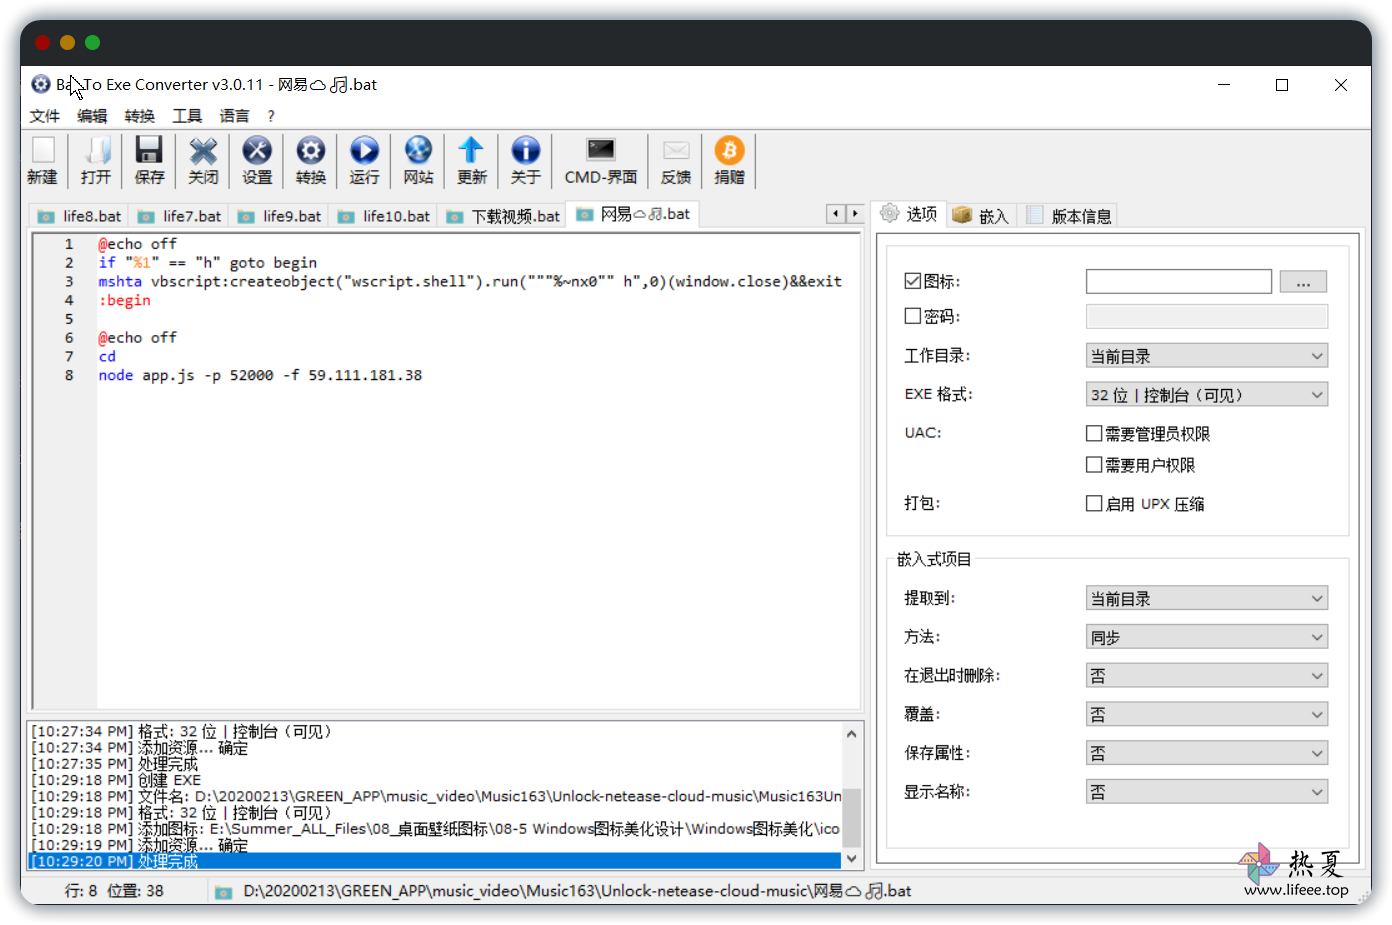 Bat To Exe Converter v3.0.11 - 网易☁🎵.bat
文件 编辑 转换 工具 语言 ?
新建 打开 保存 关闭 设置 转换 运行 网站 更新 关于 CMD-界面 反馈 捐赠
life8.bat life7.bat life9.bat life10.bat 下载视频.bat 网易☁🎵.bat
1 @echo off
2 if "%1" == "h" goto begin
3 mshta vbscript:createobject("wscript.shell").run("""%~nx0"" h",0)(window.close)&&exit
4 :begin
5
6 @echo off
7 cd
8 node app.js -p 52000 -f 59.111.181.38
[10:27:34 PM] 格式: 32 位 | 控制台（可见）
[10:27:34 PM] 添加资源... 确定
[10:27:35 PM] 处理完成
[10:29:18 PM] 创建 EXE
[10:29:18 PM] 文件名: D:\20200213\GREEN_APP\music_video\Music163\Unlock-netease-cloud-music\Music163Un
[10:29:18 PM] 格式: 32 位 | 控制台（可见）
[10:29:18 PM] 添加图标: E:\Summer_ALL_Files\08_桌面壁纸图标\08-5 Windows图标美化设计\Windows图标美化\ico
[10:29:19 PM] 添加资源... 确定
[10:29:20 PM] 处理完成
选项 嵌入 版本信息
图标: ...
密码:
工作目录: 当前目录
EXE 格式: 32 位 | 控制台（可见）
UAC: 需要管理员权限
需要用户权限
打包: 启用 UPX 压缩
嵌入式项目
提取到: 当前目录
方法: 同步
在退出时删除: 否
覆盖: 否
保存属性: 否
显示名称: 否
热夏
www.lifeee.top
行: 8 位置: 38 D:\20200213\GREEN_APP\music_video\Music163\Unlock-netease-cloud-music\网易☁🎵.bat